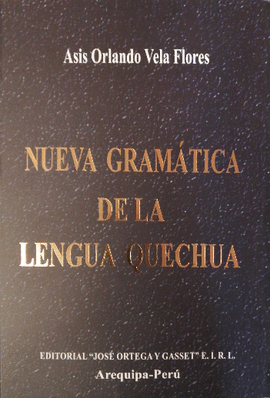 Asis Orlando Vela Flores
NUEVA GRAMÁTICA
DE LA
LENGUA QUECHUA
EDITORIAL "JOSÉ ORTEGA Y GASSET" E. I. R. L.
Arequipa-Perú